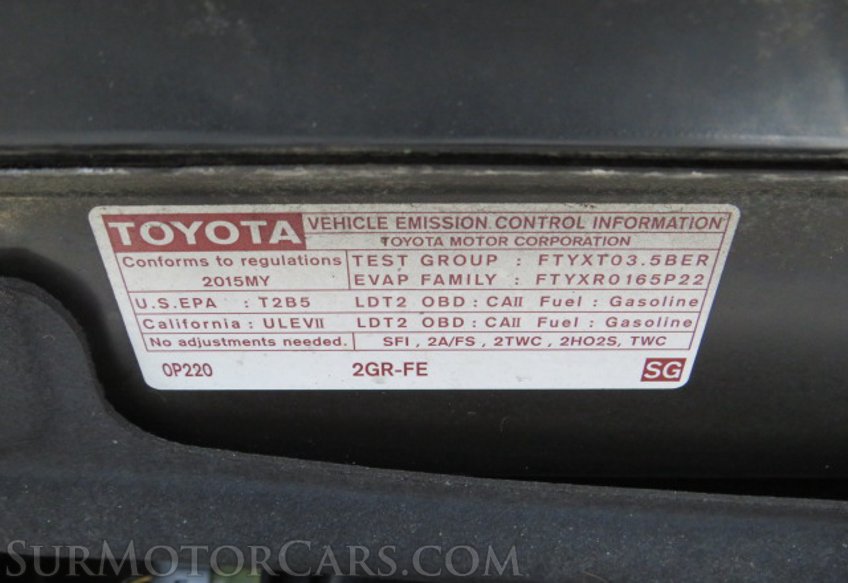 TOYOTA VEHICLE EMISSION CONTROL INFORMATION
TOYOTA MOTOR CORPORATION
Conforms to regulations TEST GROUP : FTYXT03.5BER
2015MY EVAP FAMILY : FTYXR0165P22
U.S.EPA : T2B5 LDT2 OBD : CAII Fuel : Gasoline
California : ULEVII LDT2 OBD : CAII Fuel : Gasoline
No adjustments needed. SFI , 2A/FS , 2TWC , 2HO2S, TWC
0P220 2GR-FE SG
SURMOTORCARS.COM